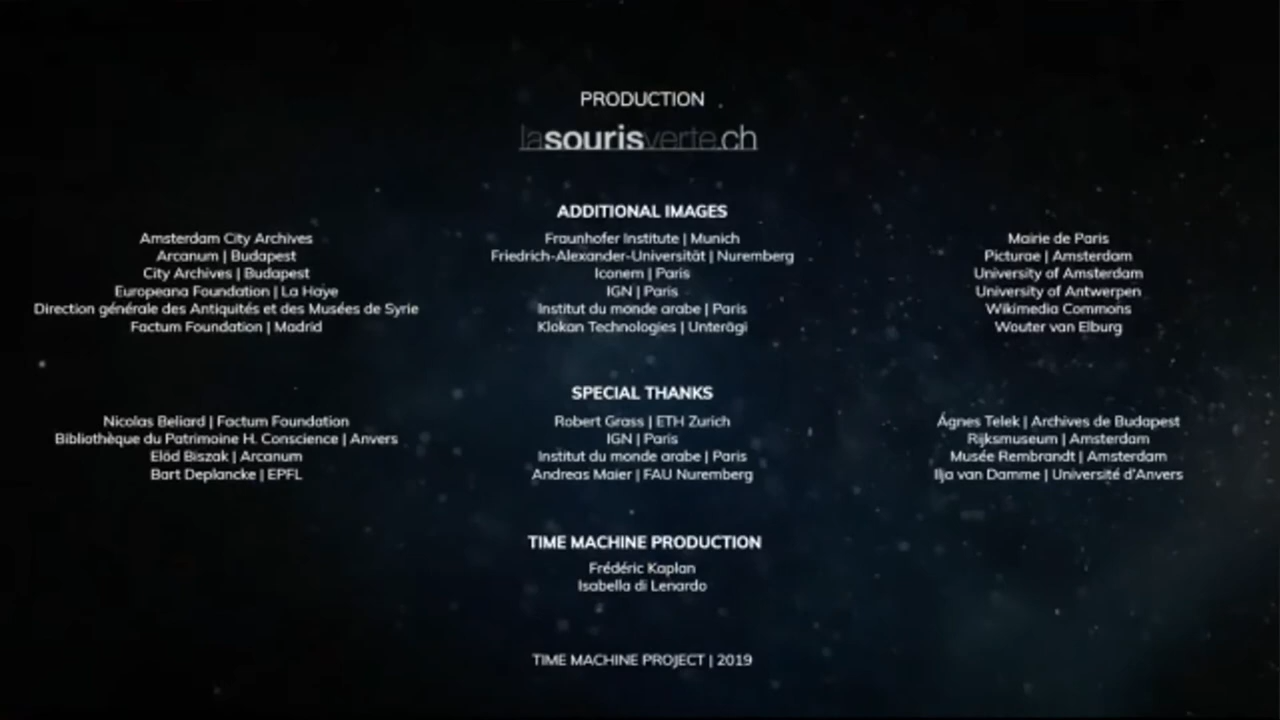 PRODUCTION
lasourisverte.ch
ADDITIONAL IMAGES
Amsterdam City Archives
Arcanum | Budapest
City Archives | Budapest
Europeana Foundation | La Haye
Direction générale des Antiquités et des Musées de Syrie
Factum Foundation | Madrid
Fraunhofer Institute | Munich
Friedrich-Alexander-Universität | Nuremberg
Iconem | Paris
IGN | Paris
Institut du monde arabe | Paris
Klokan Technologies | Unterägi
Mairie de Paris
Picturae | Amsterdam
University of Amsterdam
University of Antwerpen
Wikimedia Commons
Wouter van Elburg
SPECIAL THANKS
Nicolas Beliard | Factum Foundation
Bibliothèque du Patrimoine H. Conscience | Anvers
Elöd Biszak | Arcanum
Bart Deplancke | EPFL
Robert Grass | ETH Zurich
IGN | Paris
Institut du monde arabe | Paris
Andreas Maier | FAU Nuremberg
Ágnes Telek | Archives de Budapest
Rijksmuseum | Amsterdam
Musée Rembrandt | Amsterdam
Ilja van Damme | Université d'Anvers
TIME MACHINE PRODUCTION
Frédéric Kaplan
Isabella di Lenardo
TIME MACHINE PROJECT | 2019